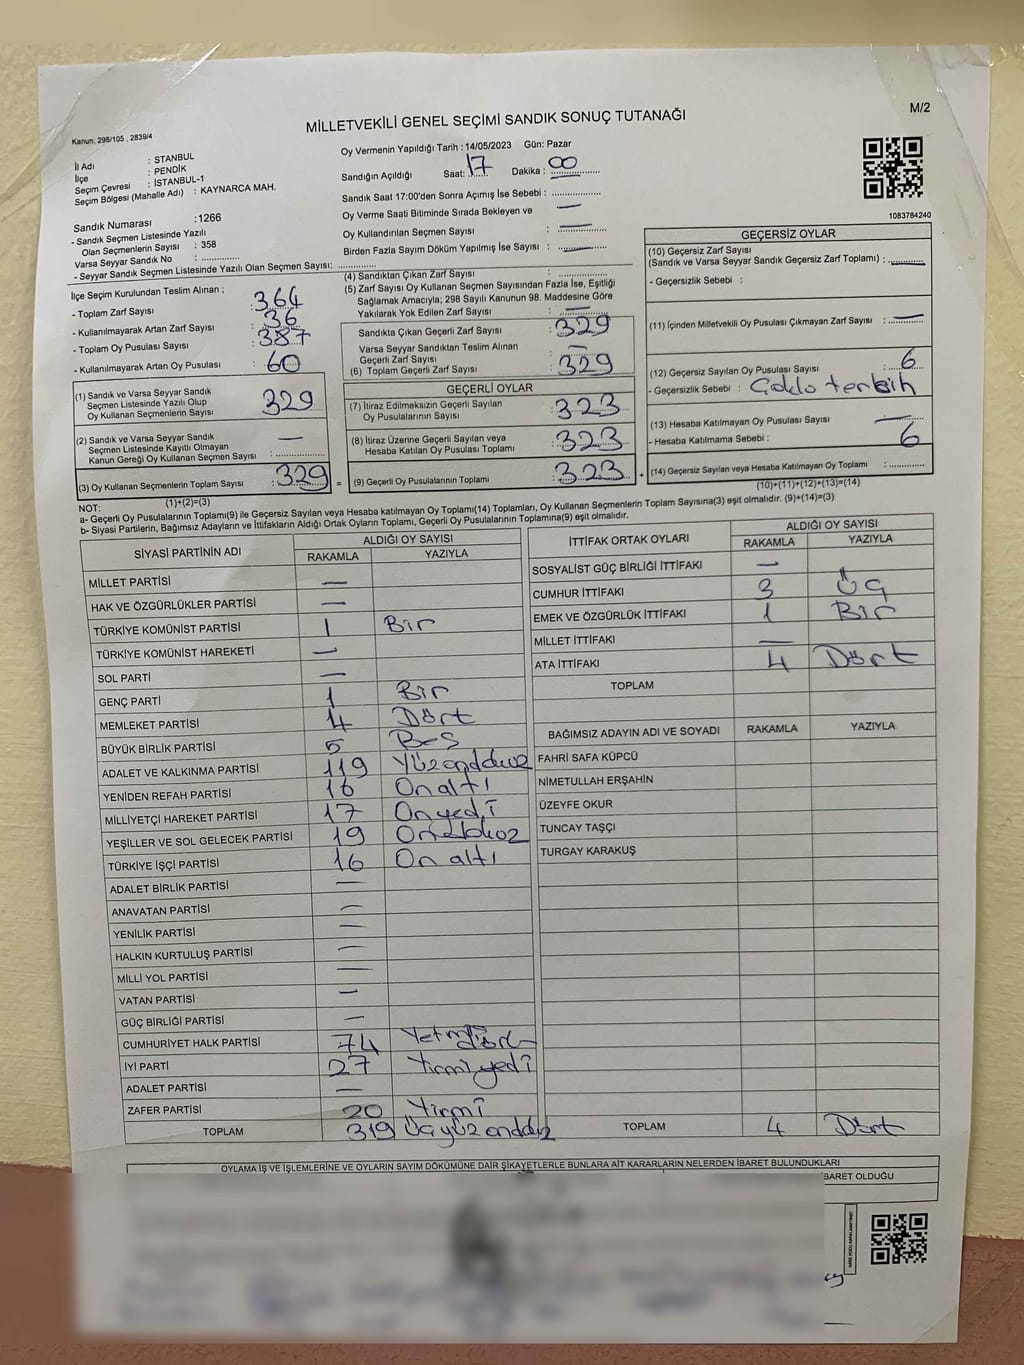 M/2
MİLLETVEKİLİ GENEL SEÇİMİ SANDIK SONUÇ TUTANAĞI
Kanun: 298/105 , 2839/4
İl Adı : STANBUL
İlçe : PENDİK
Seçim Çevresi : İSTANBUL-1
Seçim Bölgesi (Mahalle Adı) : KAYNARCA MAH.
Sandık Numarası :1266
- Sandık Seçmen Listesinde Yazılı
Olan Seçmenlerin Sayısı : 358
Varsa Seyyar Sandık No :
- Seyyar Sandık Seçmen Listesinde Yazılı Olan Seçmen Sayısı:
Oy Vermenin Yapıldığı Tarih : 14/05/2023 Gün: Pazar
Sandığın Açıldığı Saat: 17 Dakika : 00
Sandık Saat 17:00'den Sonra Açımış İse Sebebi :
Oy Verme Saati Bitiminde Sırada Bekleyen ve
Oy Kullandırılan Seçmen Sayısı : —
Birden Fazla Sayım Döküm Yapılmış İse Sayısı : —
1083784240
İlçe Seçim Kurulundan Teslim Alınan ;
- Toplam Zarf Sayısı : 364
- Kullanılmayarak Artan Zarf Sayısı : 36
- Toplam Oy Pusulası Sayısı : 387
- Kullanılmayarak Artan Oy Pusulası : 60
(1) Sandık ve Varsa Seyyar Sandık
Seçmen Listesinde Yazılı Olup
Oy Kullanan Seçmenlerin Sayısı : 329
(2) Sandık ve Varsa Seyyar Sandık
Seçmen Listesinde Kayıtlı Olmayan
Kanun Gereği Oy Kullanan Seçmen Sayısı : —
(3) Oy Kullanan Seçmenlerin Toplam Sayısı : 329 =
(1)+(2)=(3)
(4) Sandıktan Çıkan Zarf Sayısı :
(5) Zarf Sayısı Oy Kullanan Seçmen Sayısından Fazla İse, Eşitliği
Sağlamak Amacıyla; 298 Sayılı Kanunun 98. Maddesine Göre
Yakılarak Yok Edilen Zarf Sayısı : —
Sandıkta Çıkan Geçerli Zarf Sayısı : 329
Varsa Seyyar Sandıktan Teslim Alınan
Geçerli Zarf Sayısı : —
(6) Toplam Geçerli Zarf Sayısı : 329
GEÇERLİ OYLAR
(7) İtiraz Edilmeksizin Geçerli Sayılan
Oy Pusulalarının Sayısı : 323
(8) İtiraz Üzerine Geçerli Sayılan veya
Hesaba Katılan Oy Pusulası Toplamı : 323
(9) Geçerli Oy Pusulalarının Toplamı : 323 +
GEÇERSİZ OYLAR
(10) Geçersiz Zarf Sayısı
(Sandık ve Varsa Seyyar Sandık Geçersiz Zarf Toplamı) : —
- Geçersizlik Sebebi :
(11) İçinden Milletvekili Oy Pusulası Çıkmayan Zarf Sayısı : —
(12) Geçersiz Sayılan Oy Pusulası Sayısı : 6
- Geçersizlik Sebebi :
(13) Hesaba Katılmayan Oy Pusulası Sayısı : —
- Hesaba Katılmama Sebebi : 6
(14) Geçersiz Sayılan veya Hesaba Katılmayan Oy Toplamı :
(10)+(11)+(12)+(13)=(14)
NOT:
a- Geçerli Oy Pusulalarının Toplamı(9) ile Geçersiz Sayılan veya Hesaba katılmayan Oy Toplamı(14) Toplamları, Oy Kullanan Seçmenlerin Toplam Sayısına(3) eşit olmalıdır. (9)+(14)=(3)
b- Siyasi Partilerin, Bağımsız Adayların ve İttifakların Aldığı Ortak Oyların Toplamı, Geçerli Oy Pusulalarının Toplamına(9) eşit olmalıdır.
SİYASİ PARTİNİN ADI ALDIĞI OY SAYISI
RAKAMLA YAZIYLA
MİLLET PARTİSİ —
HAK VE ÖZGÜRLÜKLER PARTİSİ —
TÜRKİYE KOMÜNİST PARTİSİ 1 Bir
TÜRKİYE KOMÜNİST HAREKETİ —
SOL PARTİ —
GENÇ PARTİ 1 Bir
MEMLEKET PARTİSİ 4 Dört
BÜYÜK BİRLİK PARTİSİ 5 Beş
ADALET VE KALKINMA PARTİSİ 119
YENİDEN REFAH PARTİSİ 16 On altı
MİLLİYETÇİ HAREKET PARTİSİ 17 On yedi
YEŞİLLER VE SOL GELECEK PARTİSİ 19
TÜRKİYE İŞÇİ PARTİSİ 16 On altı
ADALET BİRLİK PARTİSİ —
ANAVATAN PARTİSİ —
YENİLİK PARTİSİ —
HALKIN KURTULUŞ PARTİSİ —
MİLLİ YOL PARTİSİ —
VATAN PARTİSİ —
GÜÇ BİRLİĞİ PARTİSİ —
CUMHURİYET HALK PARTİSİ 74
İYİ PARTİ 27 Yirmi yedi
ADALET PARTİSİ —
ZAFER PARTİSİ 20 Yirmi
TOPLAM 319
İTTİFAK ORTAK OYLARI ALDIĞI OY SAYISI
RAKAMLA YAZIYLA
SOSYALİST GÜÇ BİRLİĞİ İTTİFAKI —
CUMHUR İTTİFAKI 3 Üç
EMEK VE ÖZGÜRLÜK İTTİFAKI 1 Bir
MİLLET İTTİFAKI —
ATA İTTİFAKI 4 Dört
TOPLAM
BAĞIMSIZ ADAYIN ADI VE SOYADI RAKAMLA YAZIYLA
FAHRİ SAFA KÜPCÜ
NİMETULLAH ERŞAHİN
ÜZEYFE OKUR
TUNCAY TAŞÇI
TURGAY KARAKUŞ
TOPLAM 4 Dört
OYLAMA İŞ VE İŞLEMLERİNE VE OYLARIN SAYIM DÖKÜMÜNE DAİR ŞİKAYETLERLE BUNLARA AİT KARARLARIN NELERDEN İBARET BULUNDUKLARI
İBARET OLDUĞU